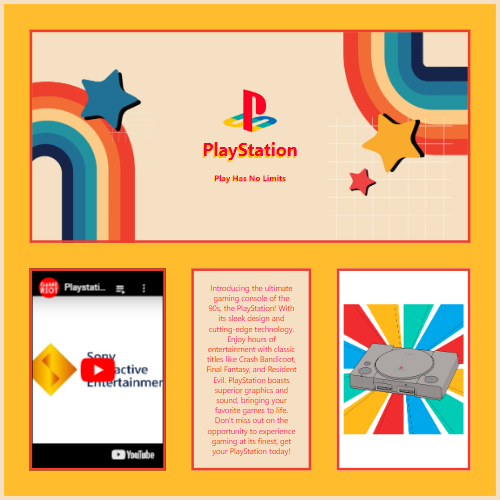 PlayStation
Play Has No Limits
GAME
RIOT
Playstati...
Sony
Interactive
Entertainmen
YouTube
Introducing the ultimate
gaming console of the
90s, the PlayStation! With
its sleek design and
cutting-edge technology.
Enjoy hours of
entertainment with classic
titles like Crash Bandicoot,
Final Fantasy, and Resident
Evil. PlayStation boasts
superior graphics and
sound, bringing your
favorite games to life.
Don't miss out on the
opportunity to experience
gaming at its finest, get
your PlayStation today!